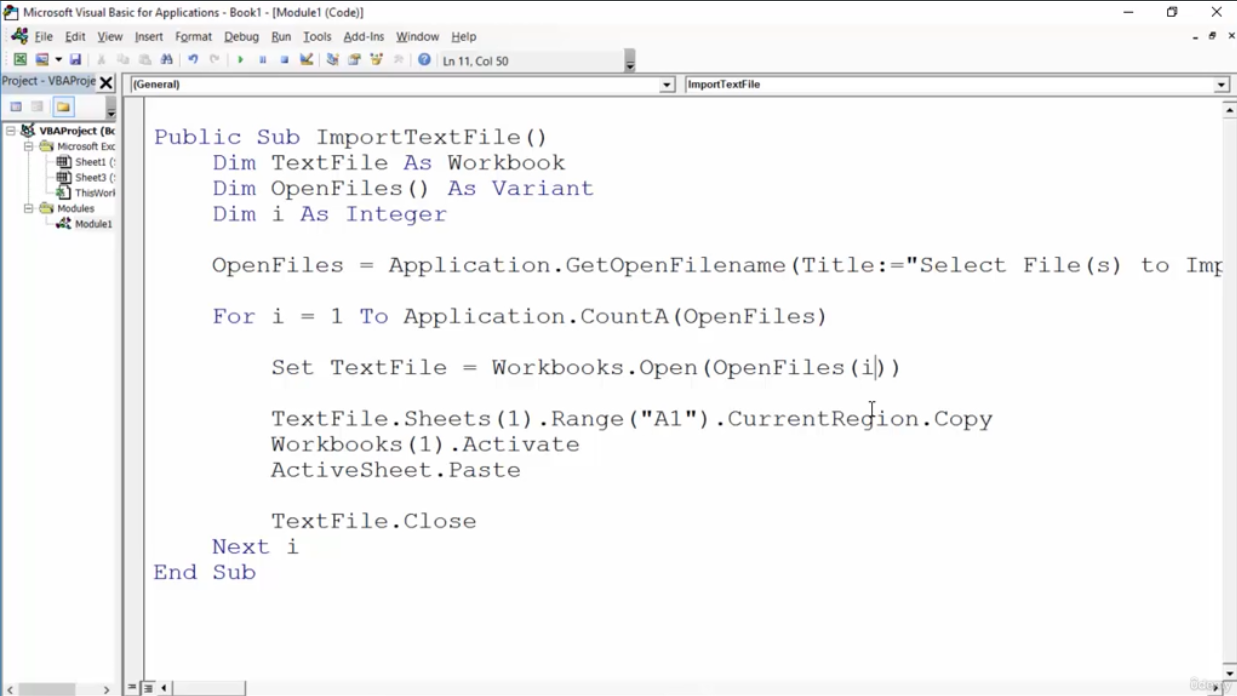 Microsoft Visual Basic for Applications - Book1 - [Module1 (Code)]
File Edit View Insert Format Debug Run Tools Add-Ins Window Help
Ln 11, Col 50
Project - VBAProje
(General)
ImportTextFile
VBAProject (Bo
Microsoft Exc
Sheet1 (S
Sheet3 (S
ThisWork
Modules
Module1
Public Sub ImportTextFile()
Dim TextFile As Workbook
Dim OpenFiles() As Variant
Dim i As Integer
OpenFiles = Application.GetOpenFilename(Title:="Select File(s) to Imp
For i = 1 To Application.CountA(OpenFiles)
Set TextFile = Workbooks.Open(OpenFiles(i))
TextFile.Sheets(1).Range("A1").CurrentRegion.Copy
Workbooks(1).Activate
ActiveSheet.Paste
TextFile.Close
Next i
End Sub
Udemy